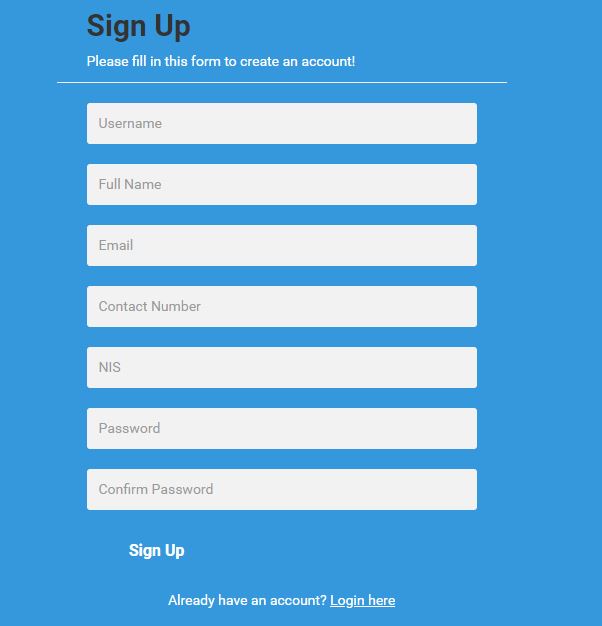 Sign Up
Please fill in this form to create an account!
Username
Full Name
Email
Contact Number
NIS
Password
Confirm Password
Sign Up
Already have an account? Login here